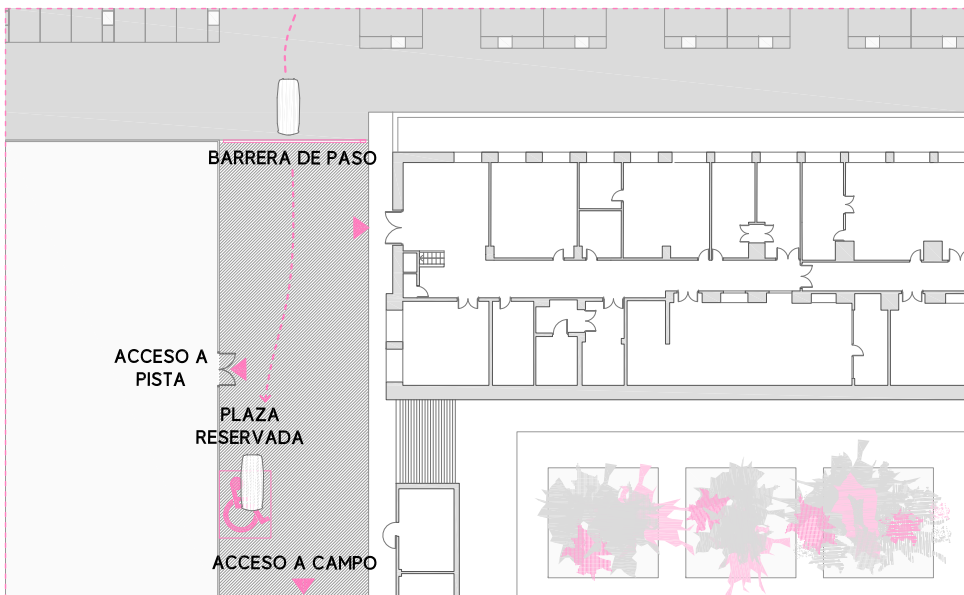 BARRERA DE PASO
ACCESO A
PISTA
PLAZA
RESERVADA
ACCESO A CAMPO